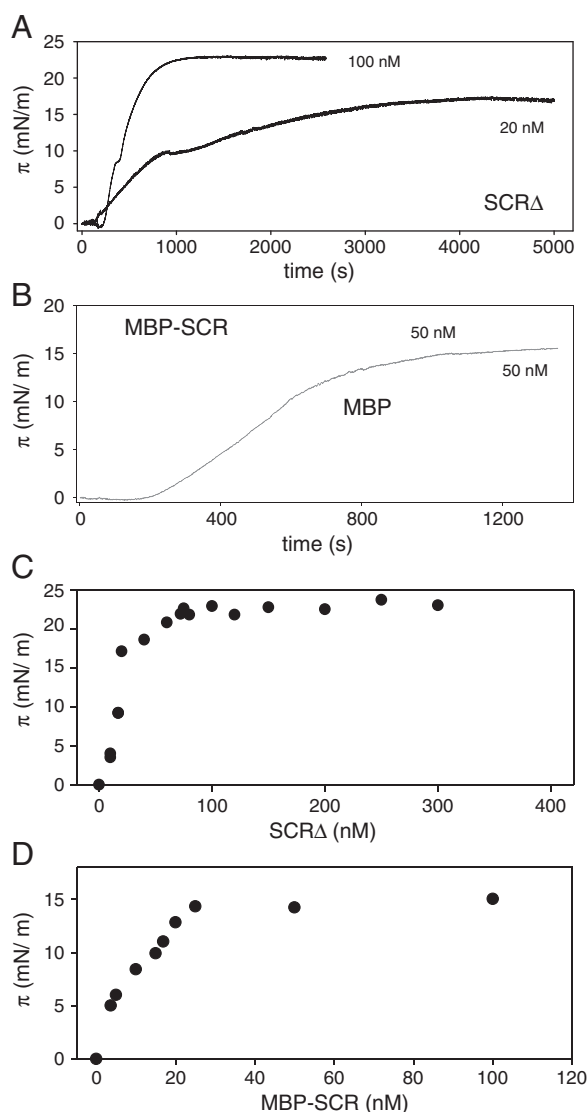 A
25
20
15
10
5
0
π (mN/m)
100 nM
20 nM
SCRΔ
0 1000 2000 3000 4000 5000
time (s)
B
20
15
10
5
0
π (mN/ m)
MBP-SCR
50 nM
50 nM
MBP
0 400 800 1200
time (s)
C
25
20
15
10
5
0
π (mN/ m)
0 100 200 300 400
SCRΔ (nM)
D
15
10
5
0
π (mN/ m)
0 20 40 60 80 100 120
MBP-SCR (nM)